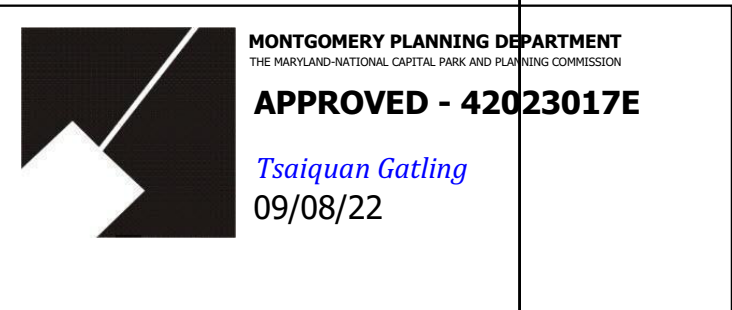 MONTGOMERY PLANNING DEPARTMENT
THE MARYLAND-NATIONAL CAPITAL PARK AND PLANNING COMMISSION
APPROVED - 42023017E
Tsaiquan Gatling
09/08/22